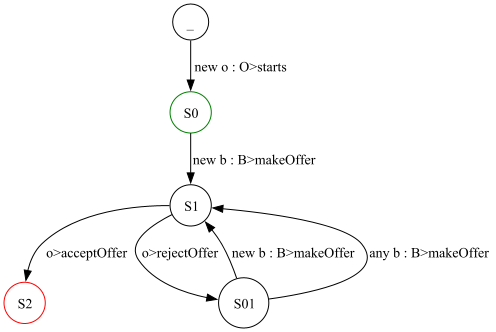 _
new o : O>starts
S0
new b : B>makeOffer
S1
o>acceptOffer
o>rejectOffer
new b : B>makeOffer
any b : B>makeOffer
S2
S01